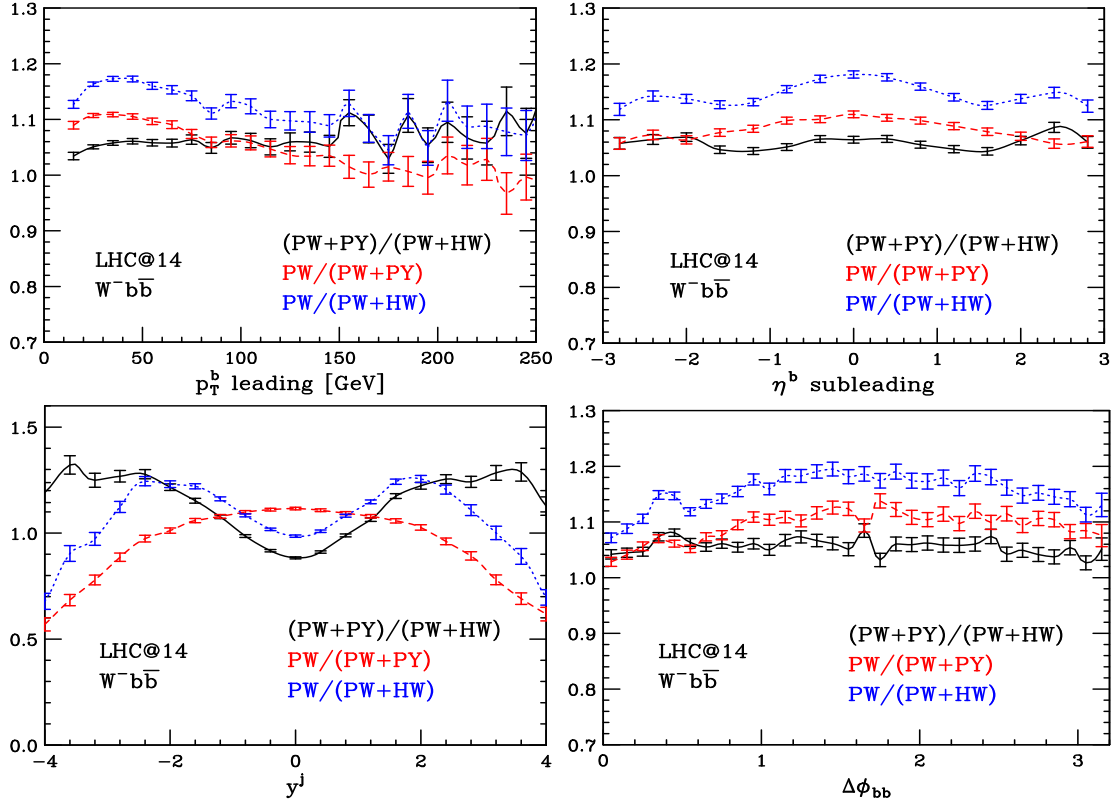 1.3
1.2
1.1
1.0
0.9
0.8
0.7
(PW+PY)/(PW+HW)
LHC@14
PW/(PW+PY)
W⁻bb̅
PW/(PW+HW)
0 50 100 150 200 250
p_T^b leading [GeV]
1.3
1.2
1.1
1.0
0.9
0.8
0.7
(PW+PY)/(PW+HW)
LHC@14
PW/(PW+PY)
W⁻bb̅
PW/(PW+HW)
−3 −2 −1 0 1 2 3
η^b subleading
1.5
1.0
0.5
0.0
(PW+PY)/(PW+HW)
LHC@14
PW/(PW+PY)
W⁻bb̅
PW/(PW+HW)
−4 −2 0 2 4
y^j
1.3
1.2
1.1
1.0
0.9
0.8
0.7
(PW+PY)/(PW+HW)
LHC@14
PW/(PW+PY)
W⁻bb̅
PW/(PW+HW)
0 1 2 3
Δϕ_bb